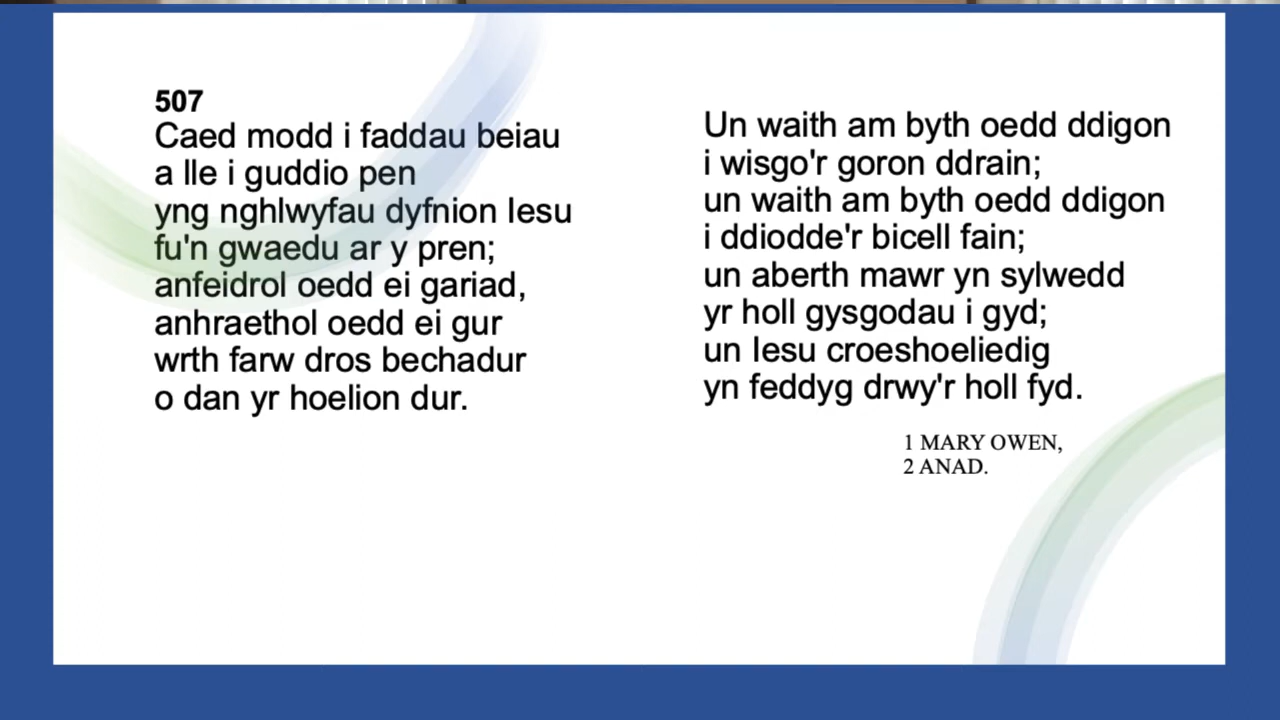 507
Caed modd i faddau beiau
a lle i guddio pen
yng nghlwyfau dyfnion Iesu
fu'n gwaedu ar y pren;
anfeidrol oedd ei gariad,
anhraethol oedd ei gur
wrth farw dros bechadur
o dan yr hoelion dur.
Un waith am byth oedd ddigon
i wisgo'r goron ddrain;
un waith am byth oedd ddigon
i ddiodde'r bicell fain;
un aberth mawr yn sylwedd
yr holl gysgodau i gyd;
un Iesu croeshoeliedig
yn feddyg drwy'r holl fyd.
1 MARY OWEN,
2 ANAD.